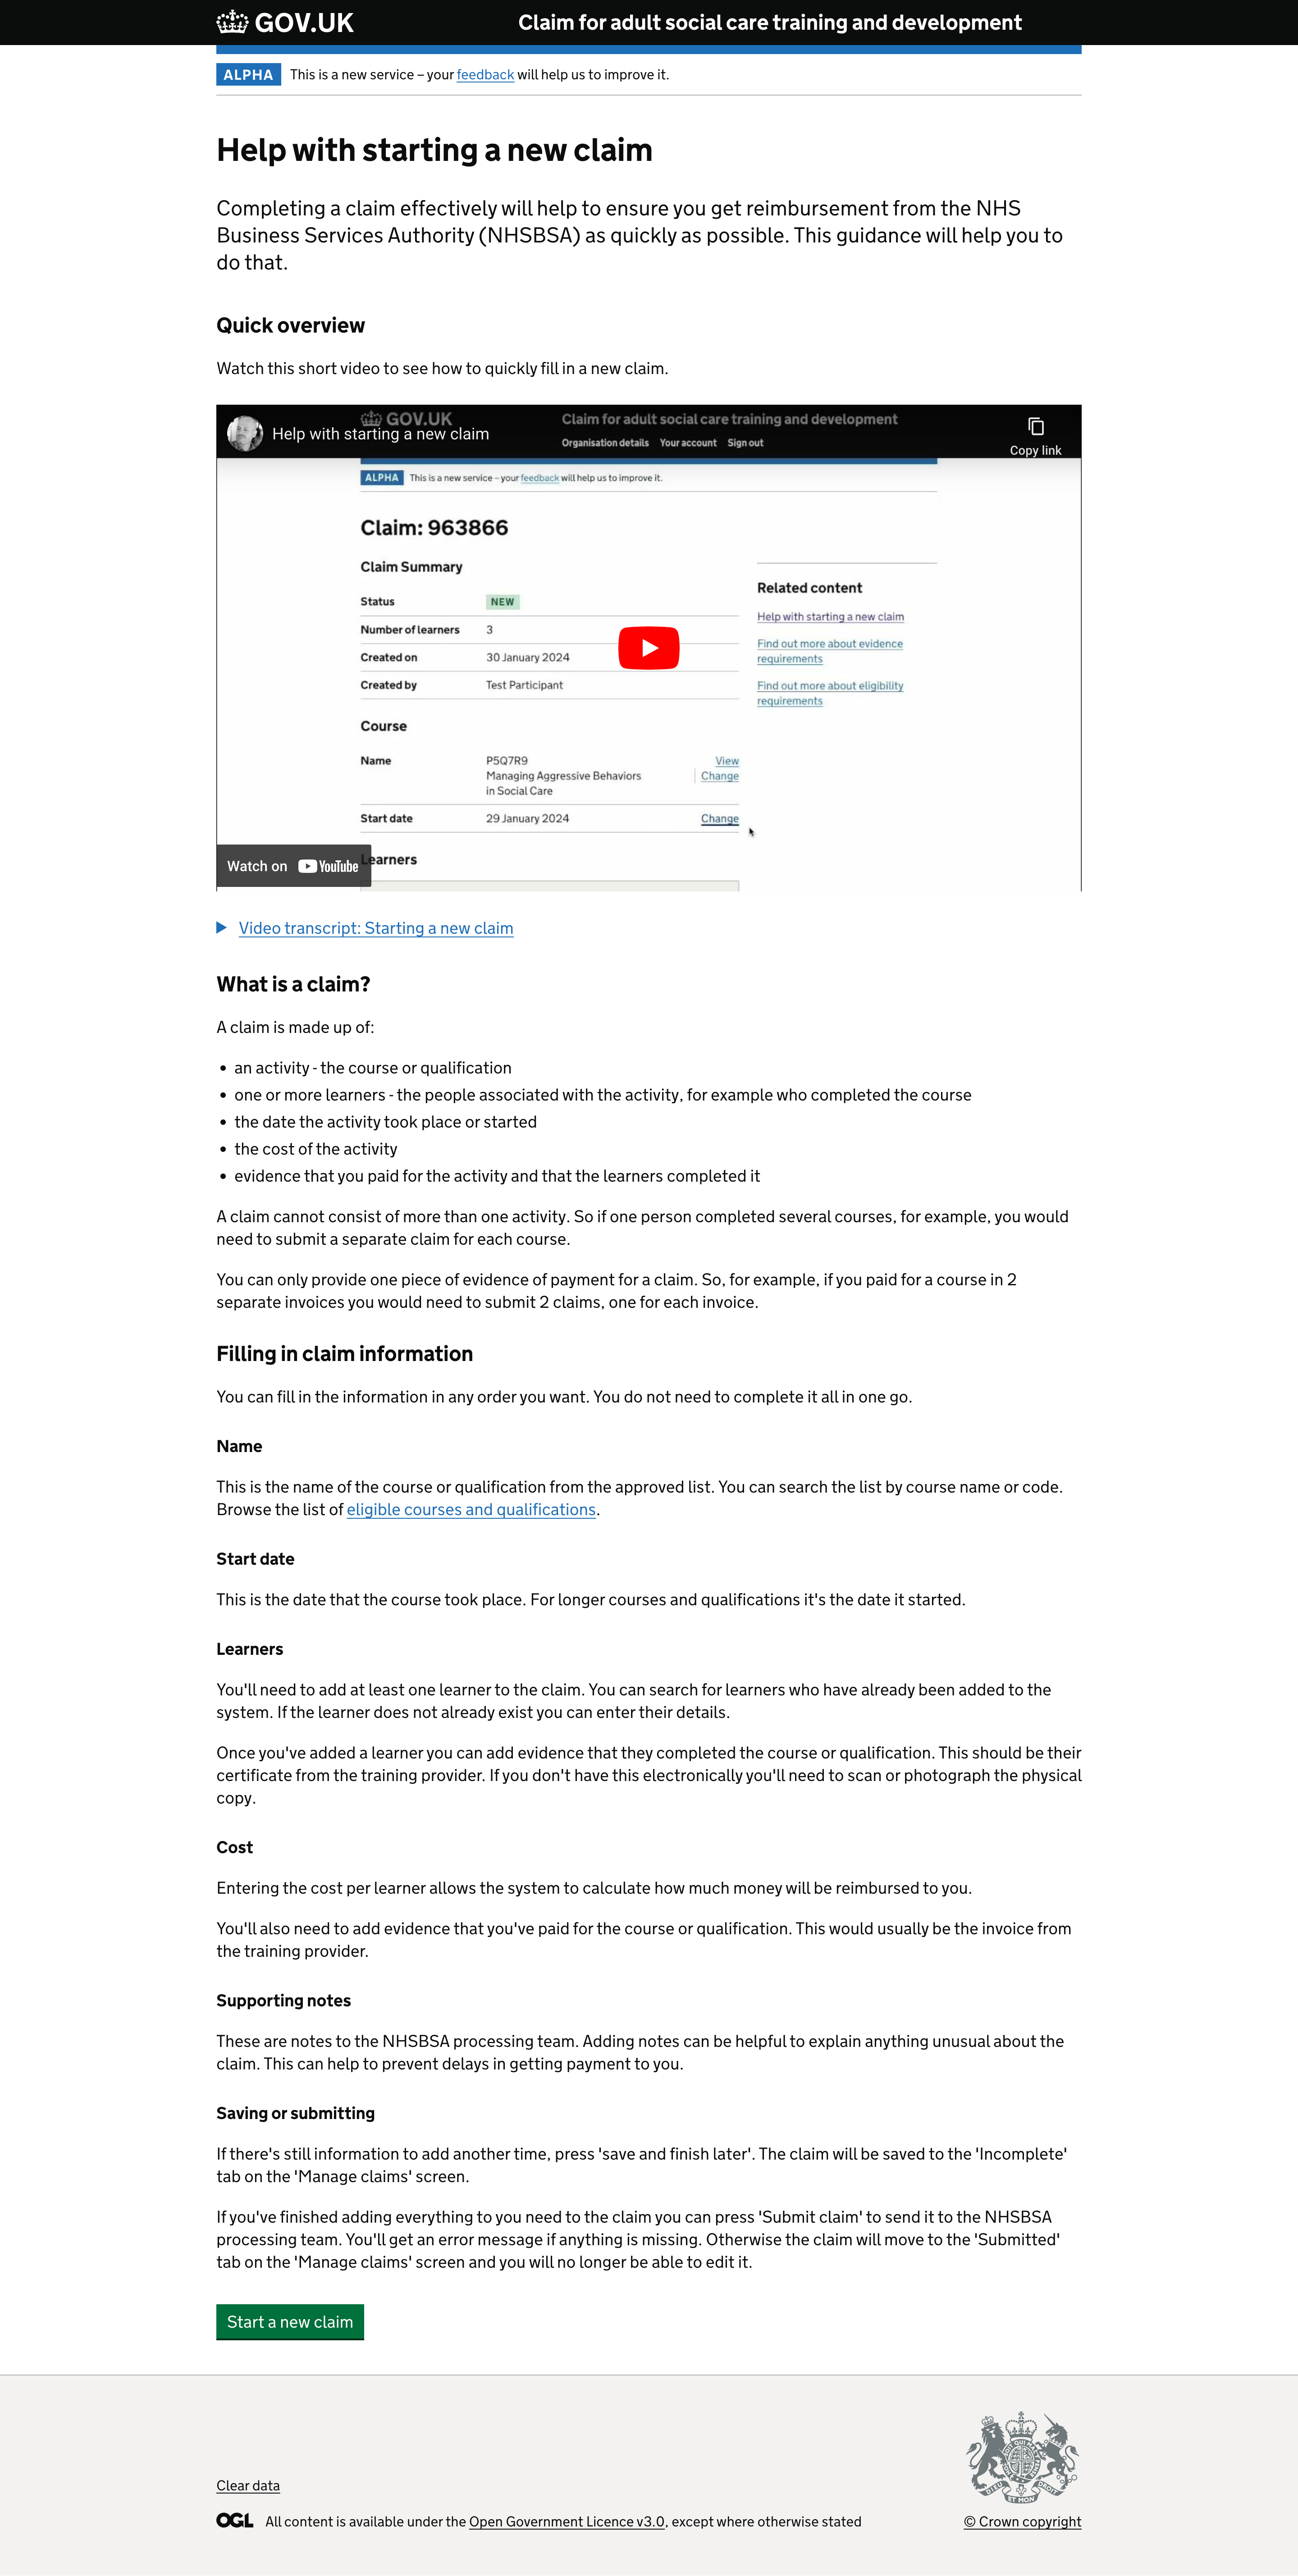 GOV.UK
Claim for adult social care training and development
ALPHA
This is a new service – your feedback will help us to improve it.
Help with starting a new claim
Completing a claim effectively will help to ensure you get reimbursement from the NHS
Business Services Authority (NHSBSA) as quickly as possible. This guidance will help you to
do that.
Quick overview
Watch this short video to see how to quickly fill in a new claim.
GOV.UK
Claim for adult social care training and development
Help with starting a new claim
Organisation details Your account Sign out
Copy link
ALPHA This is a new service – your feedback will help us to improve it.
Claim: 963866
Claim Summary
Status NEW
Number of learners 3
Created on 30 January 2024
Created by Test Participant
Related content
Help with starting a new claim
Find out more about evidence
requirements
Find out more about eligibility
requirements
Course
Name P5Q7R9 View
Managing Aggressive Behaviors Change
in Social Care
Start date 29 January 2024 Change
Learners
Watch on YouTube
Video transcript: Starting a new claim
What is a claim?
A claim is made up of:
• an activity - the course or qualification
• one or more learners - the people associated with the activity, for example who completed the course
• the date the activity took place or started
• the cost of the activity
• evidence that you paid for the activity and that the learners completed it
A claim cannot consist of more than one activity. So if one person completed several courses, for example, you would
need to submit a separate claim for each course.
You can only provide one piece of evidence of payment for a claim. So, for example, if you paid for a course in 2
separate invoices you would need to submit 2 claims, one for each invoice.
Filling in claim information
You can fill in the information in any order you want. You do not need to complete it all in one go.
Name
This is the name of the course or qualification from the approved list. You can search the list by course name or code.
Browse the list of eligible courses and qualifications.
Start date
This is the date that the course took place. For longer courses and qualifications it's the date it started.
Learners
You'll need to add at least one learner to the claim. You can search for learners who have already been added to the
system. If the learner does not already exist you can enter their details.
Once you've added a learner you can add evidence that they completed the course or qualification. This should be their
certificate from the training provider. If you don't have this electronically you'll need to scan or photograph the physical
copy.
Cost
Entering the cost per learner allows the system to calculate how much money will be reimbursed to you.
You'll also need to add evidence that you've paid for the course or qualification. This would usually be the invoice from
the training provider.
Supporting notes
These are notes to the NHSBSA processing team. Adding notes can be helpful to explain anything unusual about the
claim. This can help to prevent delays in getting payment to you.
Saving or submitting
If there's still information to add another time, press 'save and finish later'. The claim will be saved to the 'Incomplete'
tab on the 'Manage claims' screen.
If you've finished adding everything to you need to the claim you can press 'Submit claim' to send it to the NHSBSA
processing team. You'll get an error message if anything is missing. Otherwise the claim will move to the 'Submitted'
tab on the 'Manage claims' screen and you will no longer be able to edit it.
Start a new claim
Clear data
OGL All content is available under the Open Government Licence v3.0, except where otherwise stated
© Crown copyright